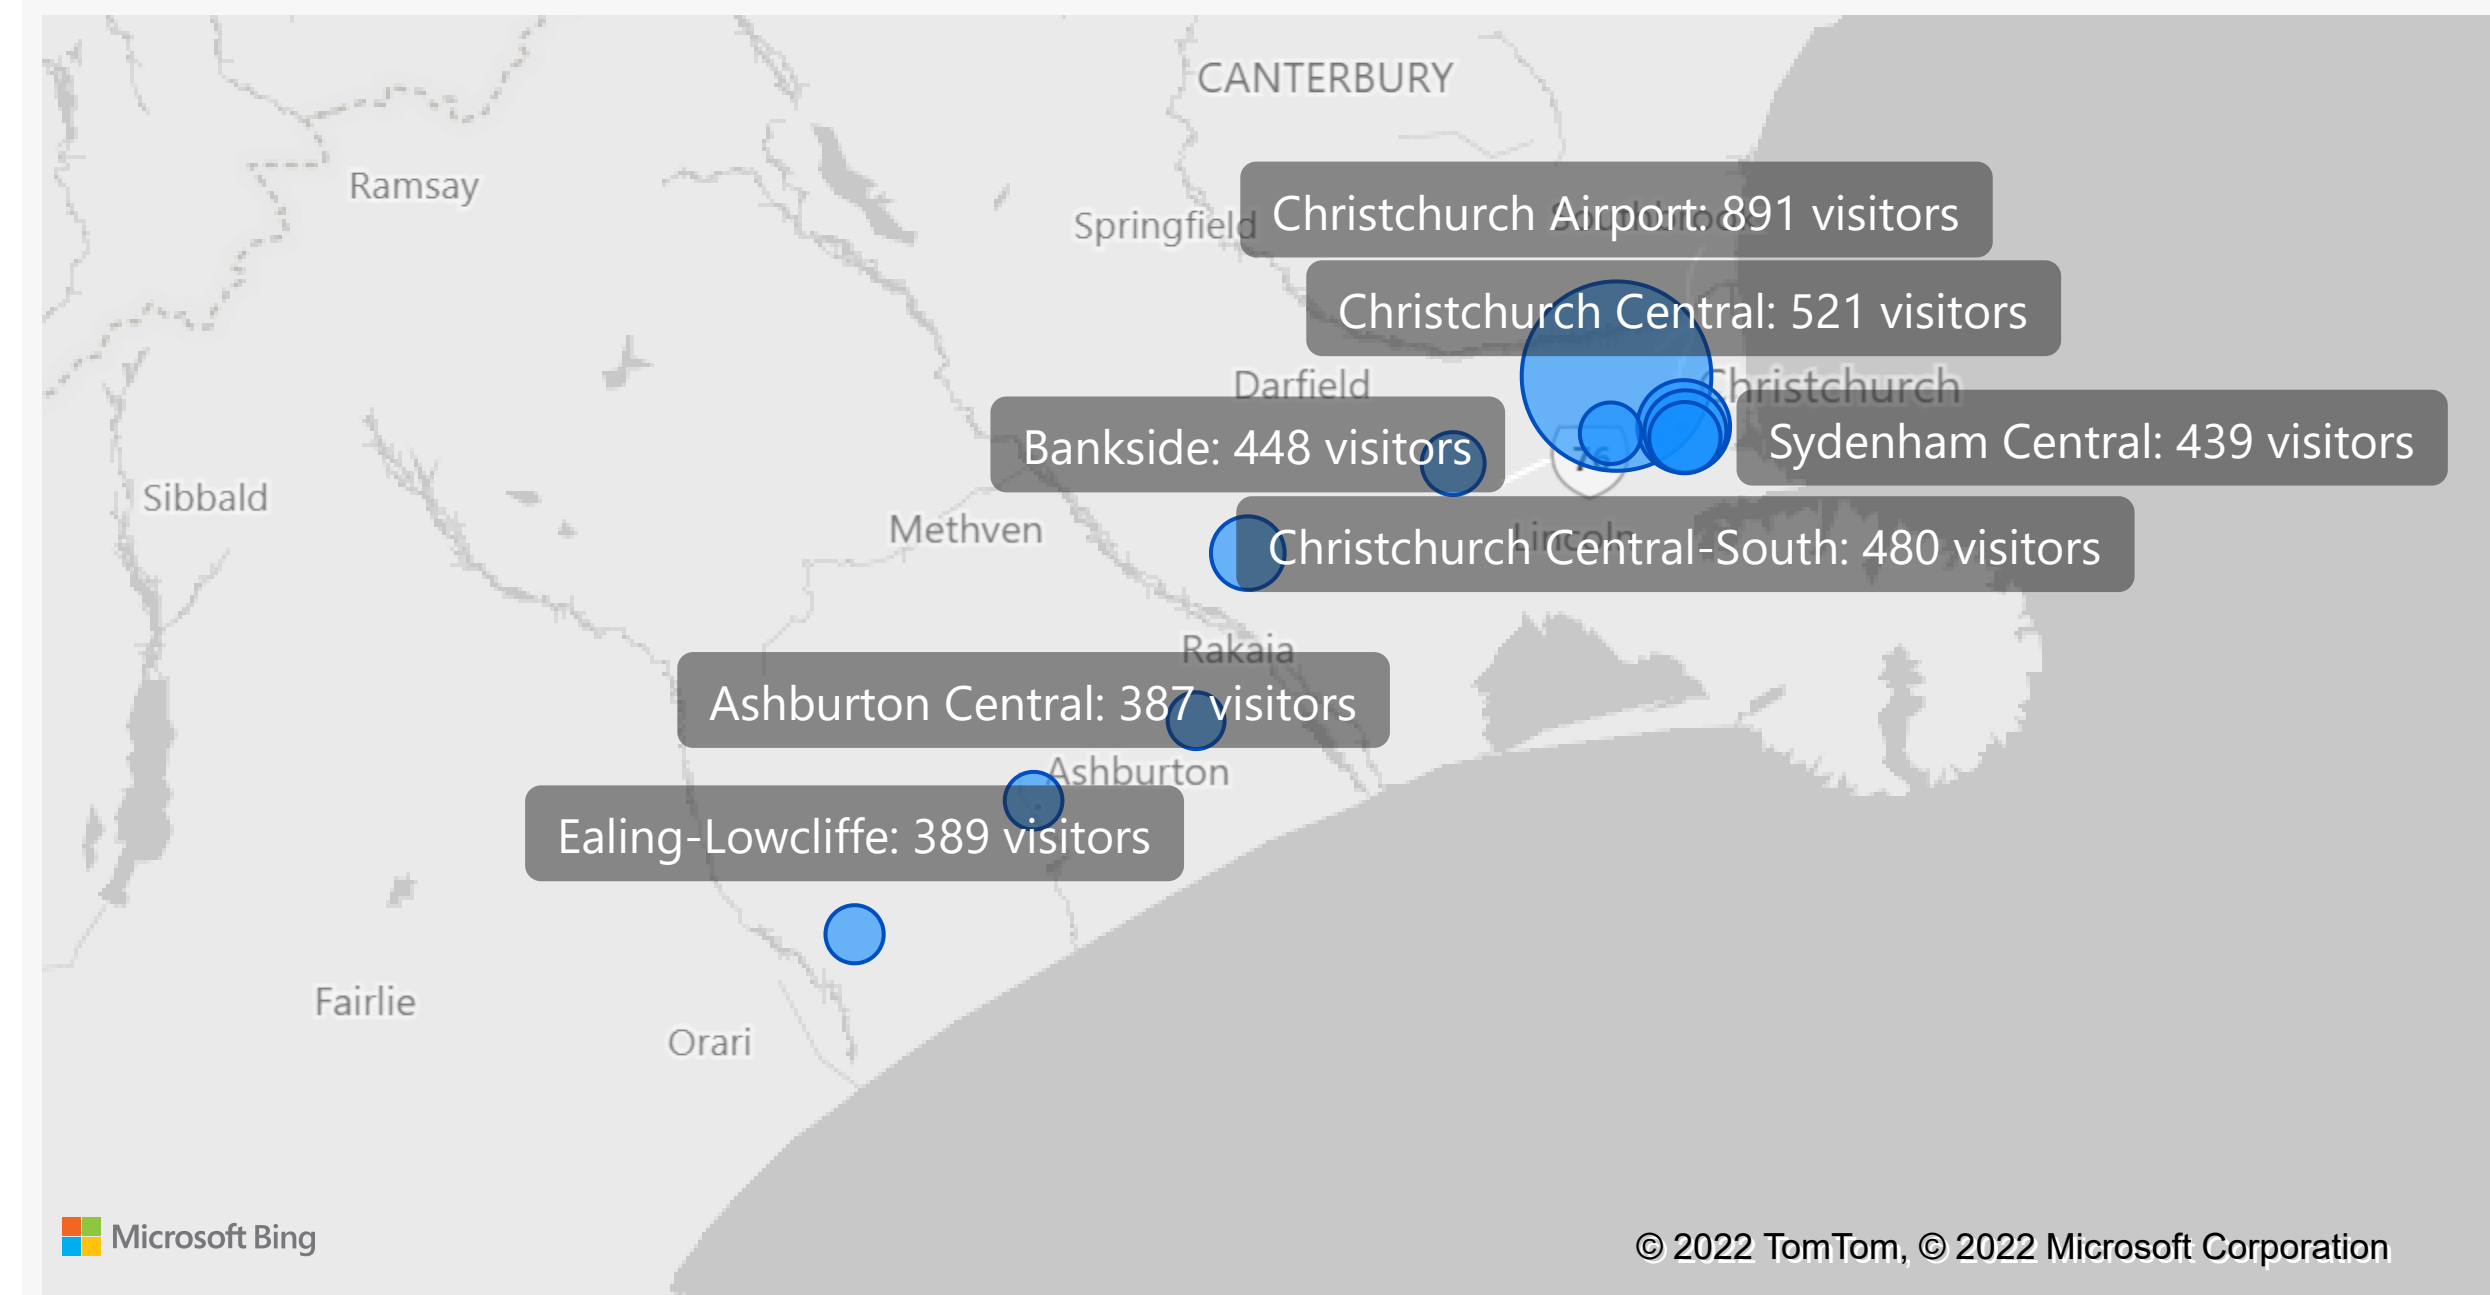 CANTERBURY
Ramsay
Springfield
Christchurch Airport: 891 visitors
Christchurch Central: 521 visitors
Darfield
Christchurch
Bankside: 448 visitors
76
Sydenham Central: 439 visitors
Sibbald
Methven
Lincoln
Christchurch Central-South: 480 visitors
Rakaia
Ashburton Central: 387 visitors
Ashburton
Ealing-Lowcliffe: 389 visitors
Fairlie
Orari
Microsoft Bing
© 2022 TomTom, © 2022 Microsoft Corporation